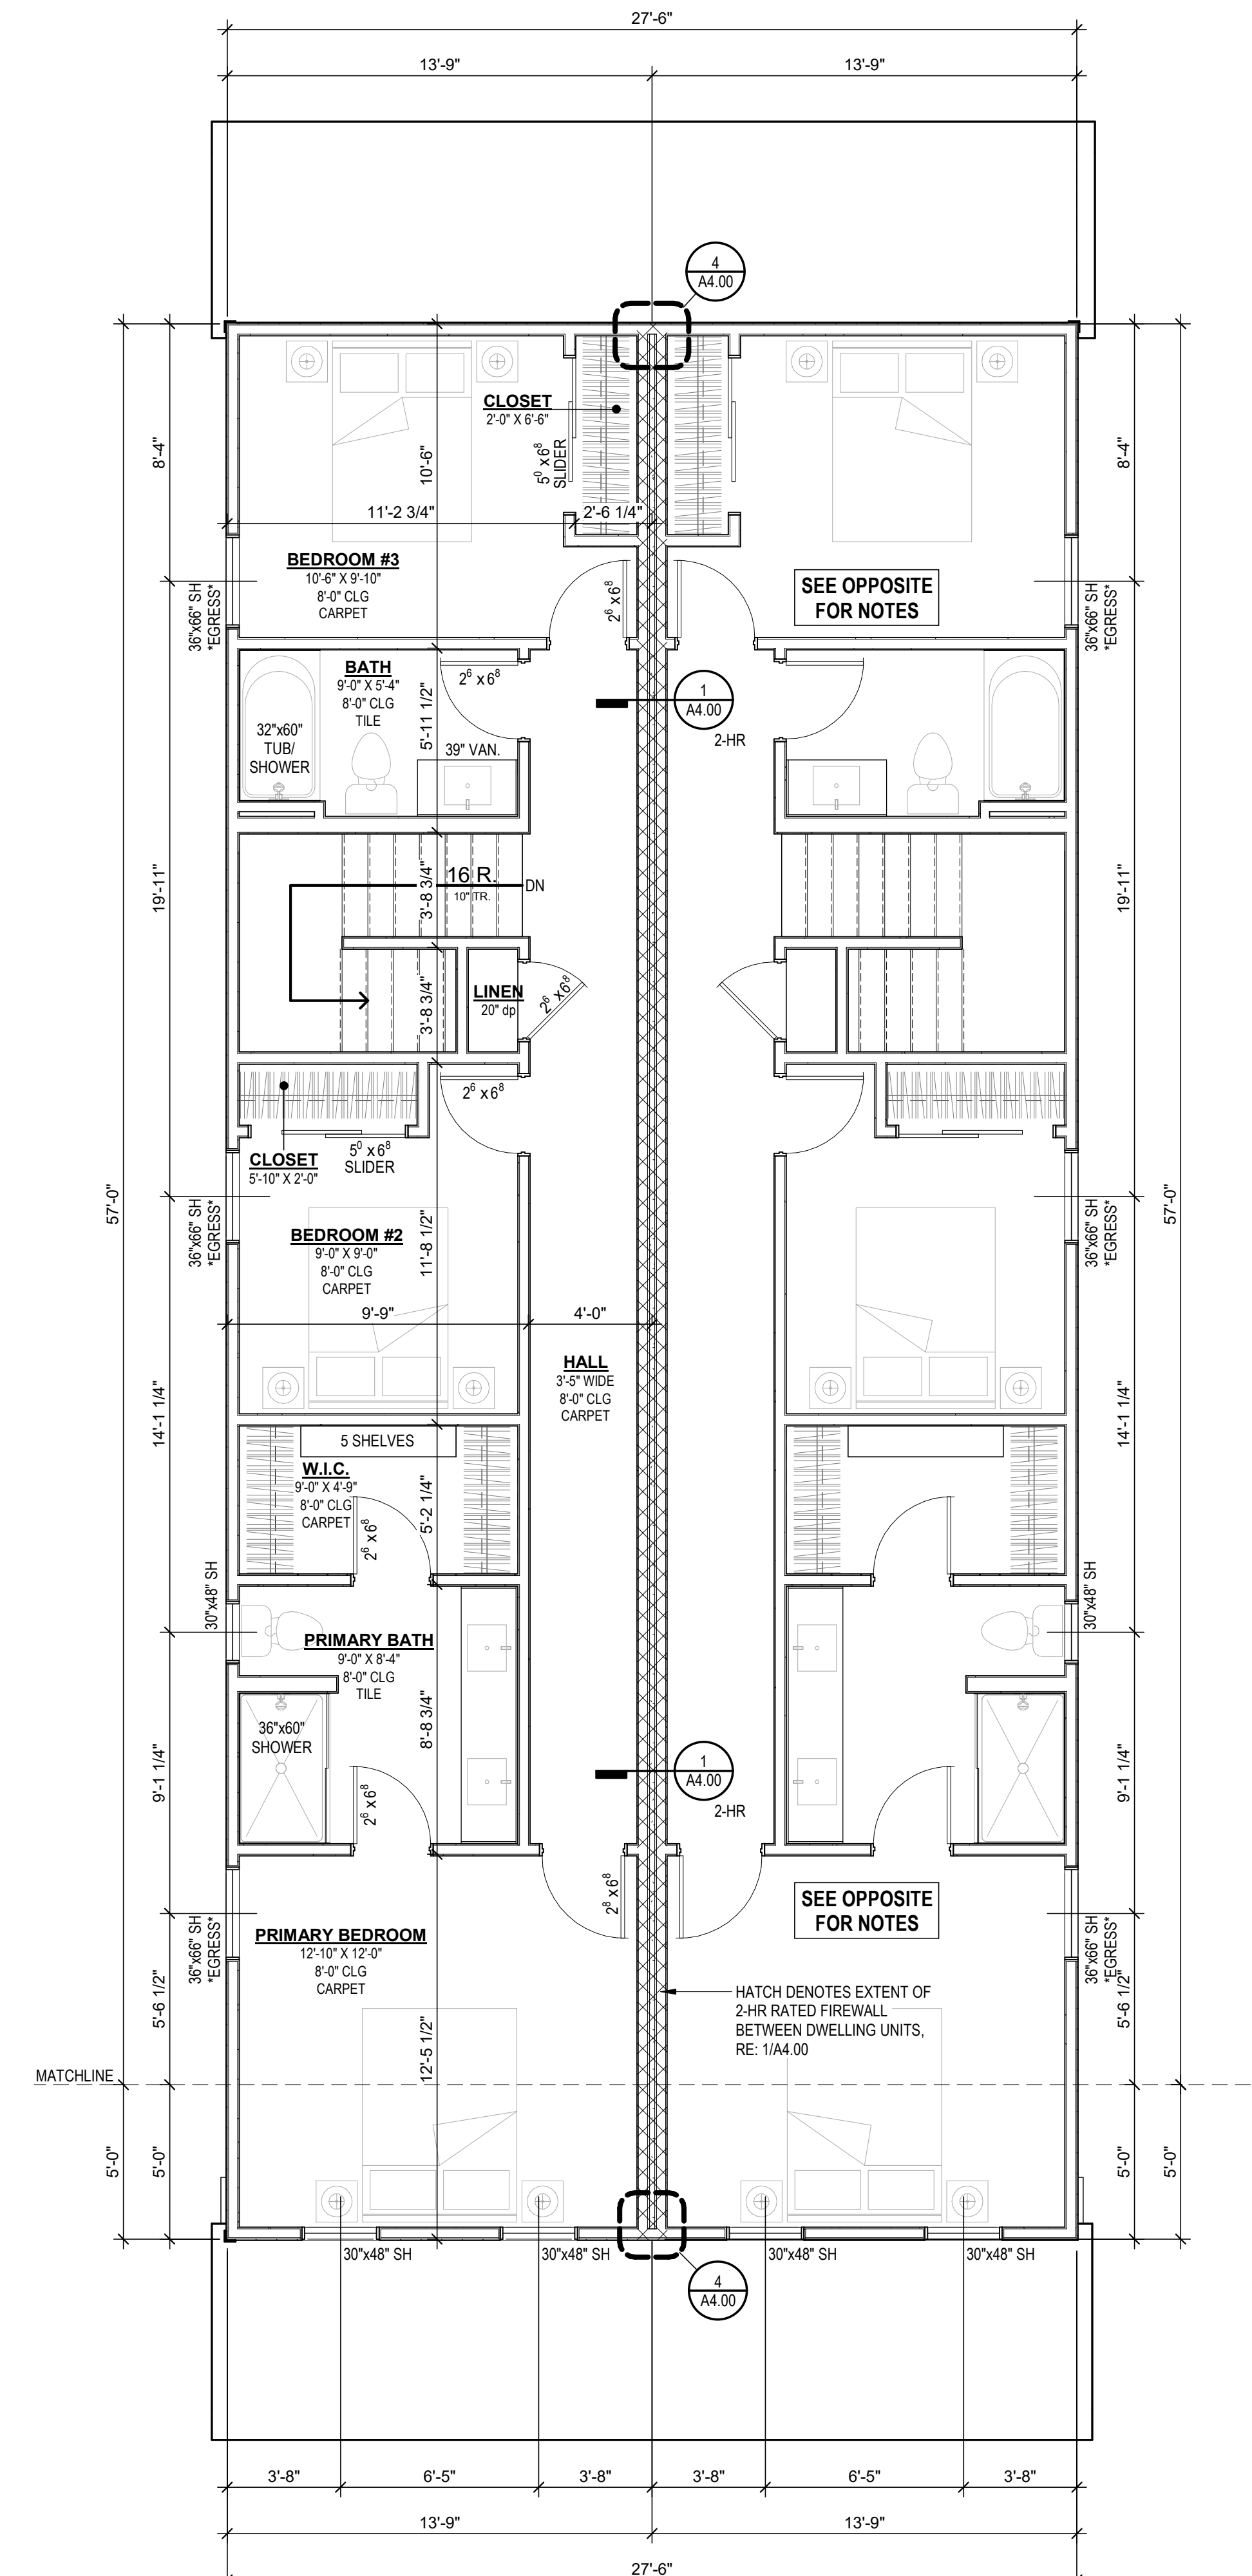 27'-6"
13'-9"
13'-9"
4
A4.00
CLOSET
2'-0" X 6'-6"
5⁰ x 6⁸
SLIDER
10'-6"
8'-4"
8'-4"
11'-2 3/4"
2'-6 1/4"
BEDROOM #3
10'-6" X 9'-10"
8'-0" CLG
CARPET
36"x66" SH
*EGRESS*
2⁶ x 6⁸
SEE OPPOSITE
FOR NOTES
36"x66" SH
*EGRESS*
BATH
9'-0" X 5'-4"
8'-0" CLG
TILE
2⁶ x 6⁸
5'-11 1/2"
32"x60"
TUB/
SHOWER
39" VAN.
1
A4.00
2-HR
19'-11"
19'-11"
16 R.
10" TR.
DN
3'-8 3/4"
3'-8 3/4"
LINEN
20" dp
2⁶ x 6⁸
2⁶ x 6⁸
CLOSET
5'-10" X 2'-0"
5⁰ x 6⁸
SLIDER
57'-0"
57'-0"
36"x66" SH
*EGRESS*
BEDROOM #2
9'-0" X 9'-0"
8'-0" CLG
CARPET
11'-8 1/2"
36"x66" SH
*EGRESS*
9'-9"
4'-0"
HALL
3'-5" WIDE
8'-0" CLG
CARPET
14'-1 1/4"
14'-1 1/4"
5 SHELVES
W.I.C.
9'-0" X 4'-9"
8'-0" CLG
CARPET
2⁶ x 6⁸
5'-2 1/4"
30"x48" SH
30"x48" SH
PRIMARY BATH
9'-0" X 8'-4"
8'-0" CLG
TILE
8'-8 3/4"
36"x60"
SHOWER
2⁶ x 6⁸
1
A4.00
2-HR
9'-1 1/4"
9'-1 1/4"
2⁸ x 6⁸
SEE OPPOSITE
FOR NOTES
36"x66" SH
*EGRESS*
PRIMARY BEDROOM
12'-10" X 12'-0"
8'-0" CLG
CARPET
36"x66" SH
*EGRESS*
5'-6 1/2"
5'-6 1/2"
12'-5 1/2"
HATCH DENOTES EXTENT OF
2-HR RATED FIREWALL
BETWEEN DWELLING UNITS,
RE: 1/A4.00
MATCHLINE
5'-0"
5'-0"
5'-0"
5'-0"
30"x48" SH
30"x48" SH
30"x48" SH
30"x48" SH
4
A4.00
3'-8"
6'-5"
3'-8"
3'-8"
6'-5"
3'-8"
13'-9"
13'-9"
27'-6"